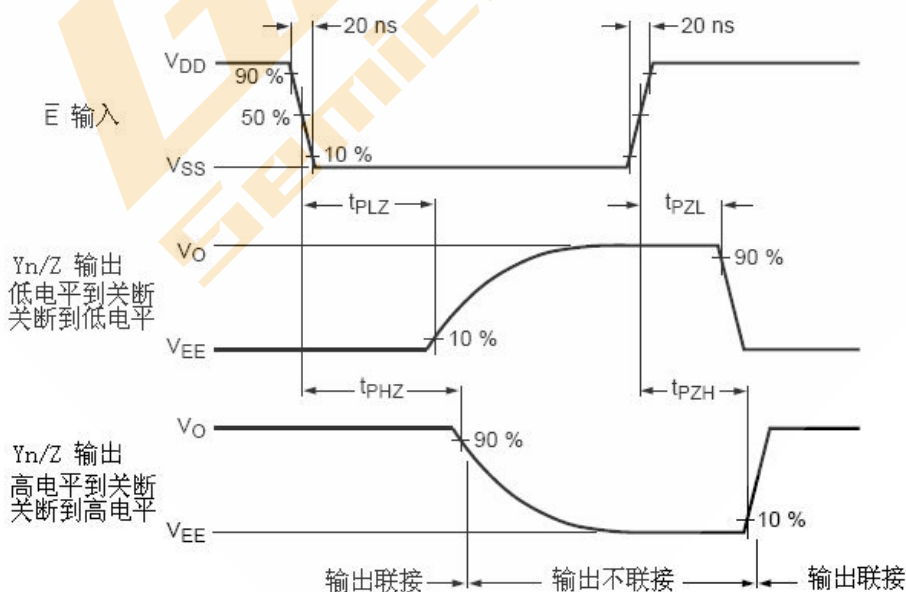 20 ns
20 ns
VDD
90 %
E̅ 输入
50 %
10 %
VSS
tPLZ
tPZL
VO
Yn/Z 输出
低电平到关断
关断到低电平
90 %
10 %
VEE
tPHZ
tPZH
VO
Yn/Z 输出
高电平到关断
关断到高电平
90 %
10 %
VEE
输出联接
输出不联接
输出联接
Semic